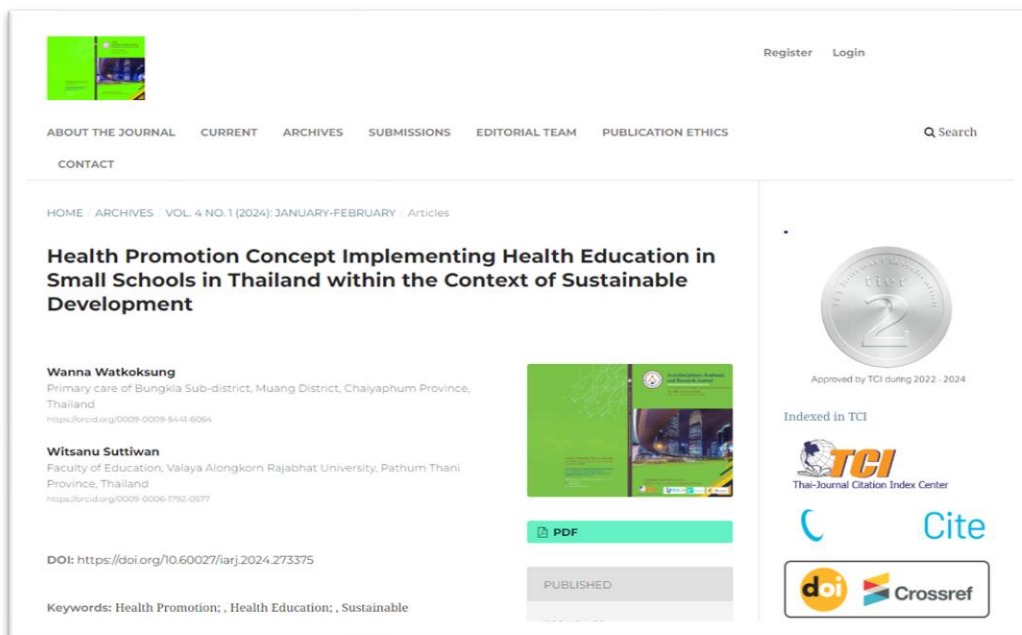 Register Login
ABOUT THE JOURNAL CURRENT ARCHIVES SUBMISSIONS EDITORIAL TEAM PUBLICATION ETHICS Search
CONTACT
HOME / ARCHIVES / VOL. 4 NO. 1 (2024): JANUARY-FEBRUARY / Articles
Health Promotion Concept Implementing Health Education in
Small Schools in Thailand within the Context of Sustainable
Development
Wanna Watkoksung
Primary care of Bungkla Sub-district, Muang District, Chaiyaphum Province,
Thailand
https://orcid.org/0009-0009-9441-6064
Witsanu Suttiwan
Faculty of Education, Valaya Alongkorn Rajabhat University, Pathum Thani
Province, Thailand
https://orcid.org/0009-0006-1792-0577
DOI: https://doi.org/10.60027/iarj.2024.273375
Keywords: Health Promotion; , Health Education; , Sustainable
Interdisciplinary Academic
and Research Journal
PDF
PUBLISHED
tier
2
Approved by TCI during 2022 - 2024
Indexed in TCI
TCI
Thai-Journal Citation Index Center
Cite
doi Crossref